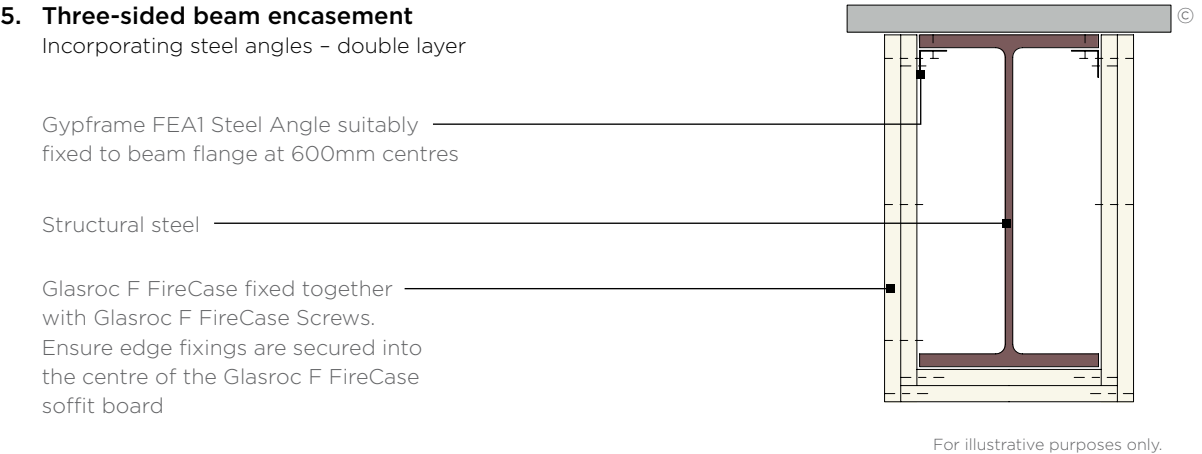 5. Three-sided beam encasement
Incorporating steel angles – double layer
©
Gypframe FEA1 Steel Angle suitably
fixed to beam flange at 600mm centres
Structural steel
Glasroc F FireCase fixed together
with Glasroc F FireCase Screws.
Ensure edge fixings are secured into
the centre of the Glasroc F FireCase
soffit board
For illustrative purposes only.